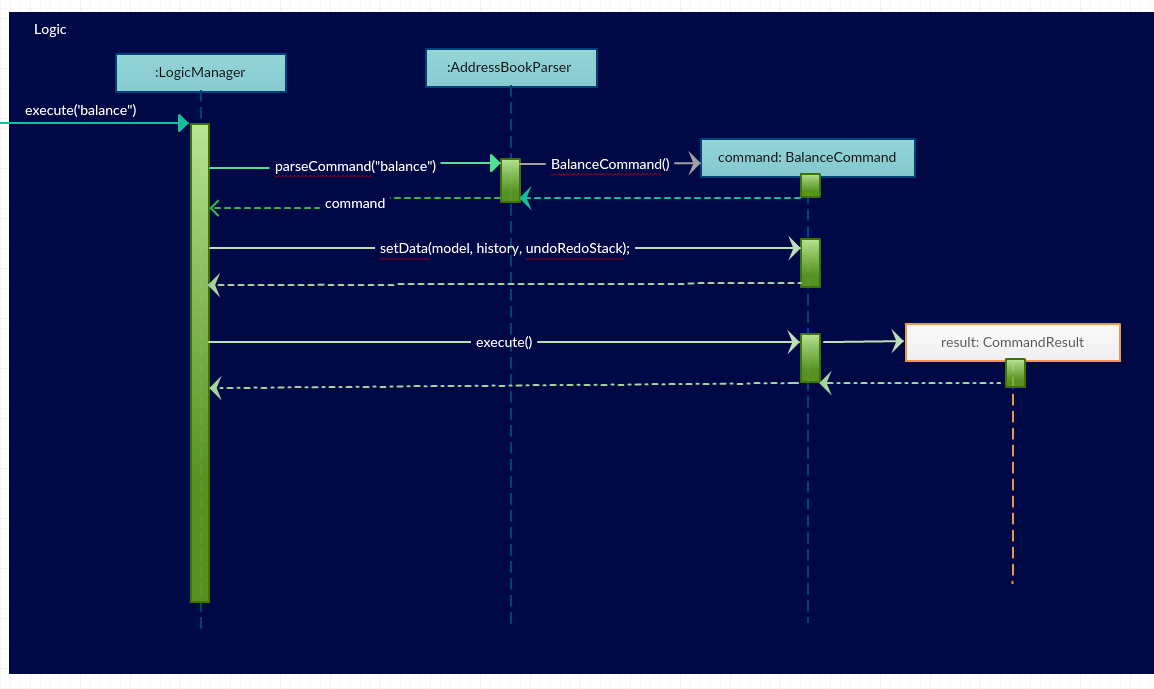 Logic
:LogicManager
:AddressBookParser
execute('balance")
parseCommand("balance")
BalanceCommand()
command: BalanceCommand
command
setData(model, history, undoRedoStack);
execute()
result: CommandResult